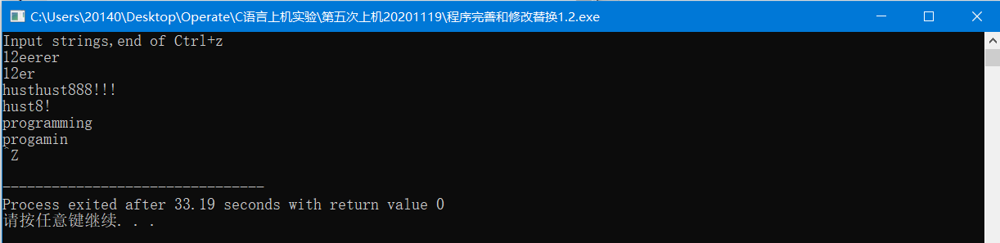 C:\Users\20140\Desktop\Operate\C语言上机实验\第五次上机20201119\程序完善和修改替换1.2.exe
Input strings,end of Ctrl+z
12eerer
12er
husthust888!!!
hust8!
programming
progamin
^Z
--------------------------------
Process exited after 33.19 seconds with return value 0
请按任意键继续. . .